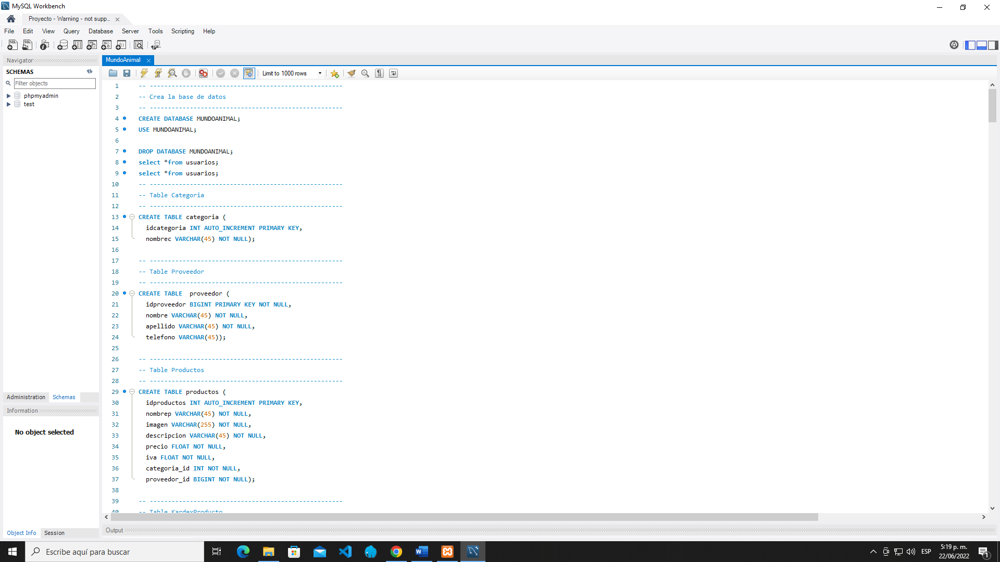 MySQL Workbench
Proyecto - Warning - not supp...
File Edit View Query Database Server Tools Scripting Help
Navigator
SCHEMAS
Filter objects
phpmyadmin
test
Administration Schemas
Information
No object selected
Object Info Session
MundoAnimal
Limit to 1000 rows
1 -- -----------------------------------------------------
2 -- Crea la base de datos
3 -- -----------------------------------------------------
4 CREATE DATABASE MUNDOANIMAL;
5 USE MUNDOANIMAL;
6
7 DROP DATABASE MUNDOANIMAL;
8 select *from usuarios;
9 select *from usuarios;
10 -- -----------------------------------------------------
11 -- Table Categoria
12 -- -----------------------------------------------------
13 CREATE TABLE categoria (
14 idcategoria INT AUTO_INCREMENT PRIMARY KEY,
15 nombrec VARCHAR(45) NOT NULL);
16
17 -- -----------------------------------------------------
18 -- Table Proveedor
19 -- -----------------------------------------------------
20 CREATE TABLE  proveedor (
21 idproveedor BIGINT PRIMARY KEY NOT NULL,
22 nombre VARCHAR(45) NOT NULL,
23 apellido VARCHAR(45) NOT NULL,
24 telefono VARCHAR(45));
25
26 -- -----------------------------------------------------
27 -- Table Productos
28 -- -----------------------------------------------------
29 CREATE TABLE productos (
30 idproductos INT AUTO_INCREMENT PRIMARY KEY,
31 nombrep VARCHAR(45) NOT NULL,
32 imagen VARCHAR(255) NOT NULL,
33 descripcion VARCHAR(45) NOT NULL,
34 precio FLOAT NOT NULL,
35 iva FLOAT NOT NULL,
36 categoria_id INT NOT NULL,
37 proveedor_id BIGINT NOT NULL);
38
39 -- -----------------------------------------------------
40 -- Table KardexProducto
Output
Escribe aquí para buscar
ESP
5:19 p. m.
22/06/2022
1